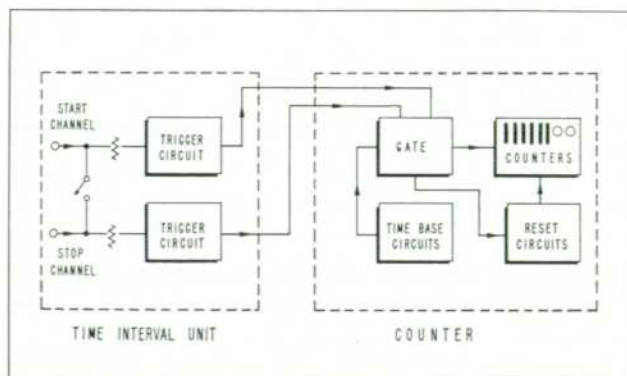 START
CHANNEL
TRIGGER
CIRCUIT
GATE
COUNTERS
TRIGGER
CIRCUIT
TIME BASE
CIRCUITS
RESET
CIRCUITS
STOP
CHANNEL
TIME INTERVAL UNIT
COUNTER